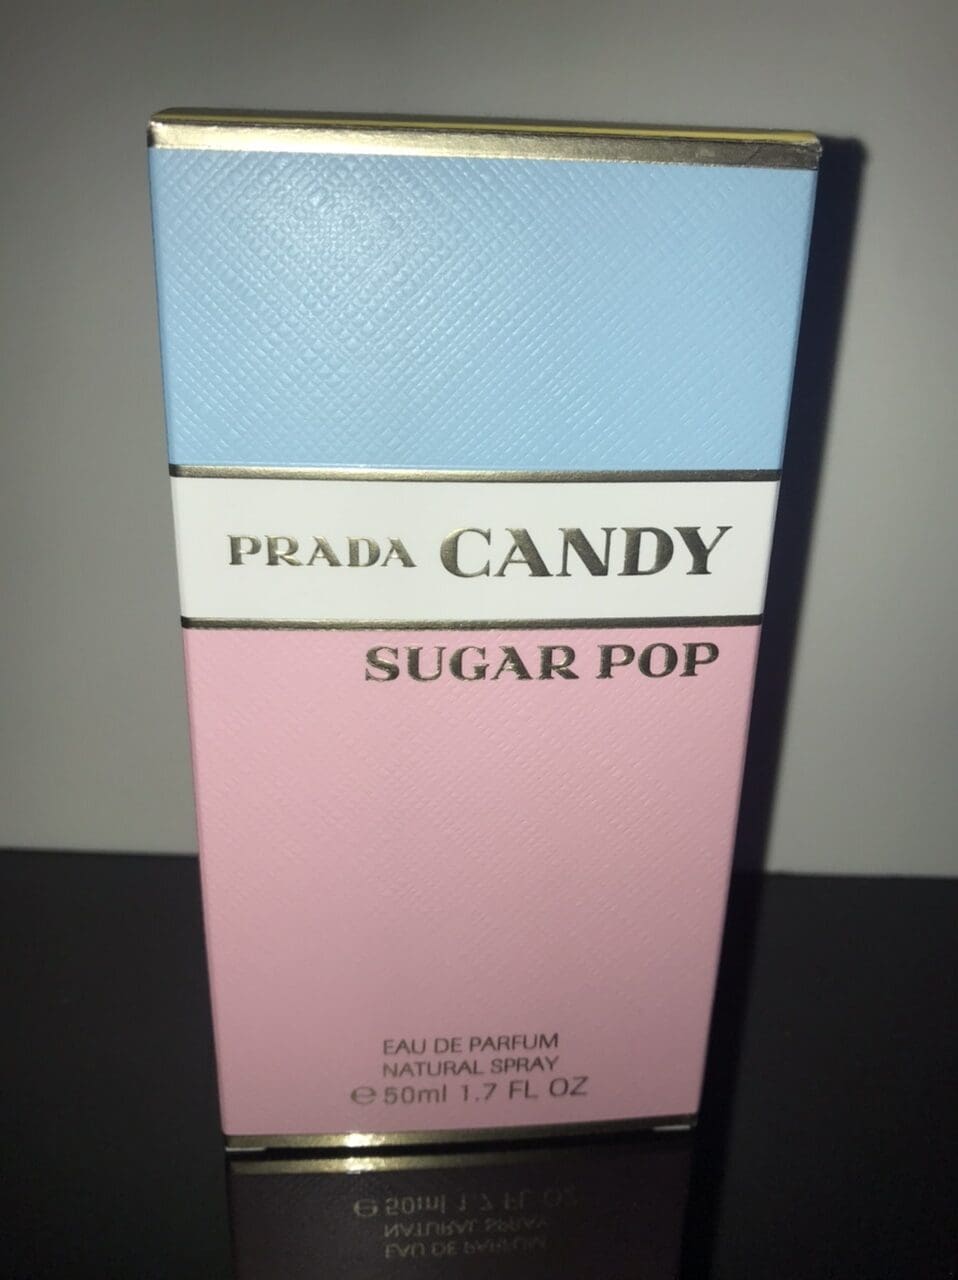 PRADA CANDY
SUGAR POP
EAU DE PARFUM
NATURAL SPRAY
℮50ml 1.7 FL OZ